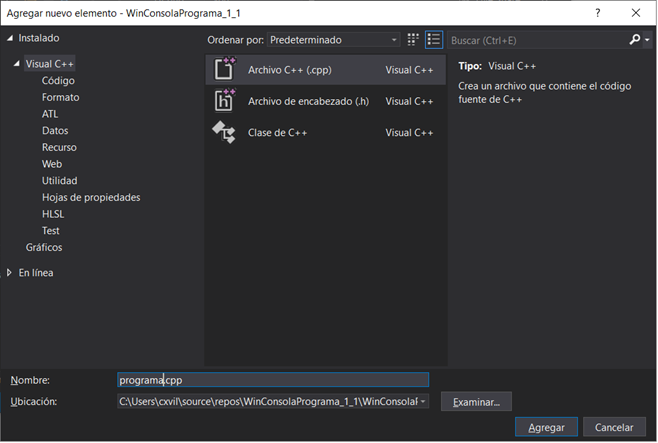 Agregar nuevo elemento - WinConsolaPrograma_1_1
Instalado
Ordenar por: Predeterminado
Buscar (Ctrl+E)
Visual C++
Código
Formato
ATL
Datos
Recurso
Web
Utilidad
Hojas de propiedades
HLSL
Test
Gráficos
En línea
Archivo C++ (.cpp) Visual C++
Archivo de encabezado (.h) Visual C++
Clase de C++ Visual C++
Tipo: Visual C++
Crea un archivo que contiene el código
fuente de C++
Nombre: programa.cpp
Ubicación: C:\Users\cxvil\source\repos\WinConsolaPrograma_1_1\WinConsolaP
Examinar...
Agregar Cancelar